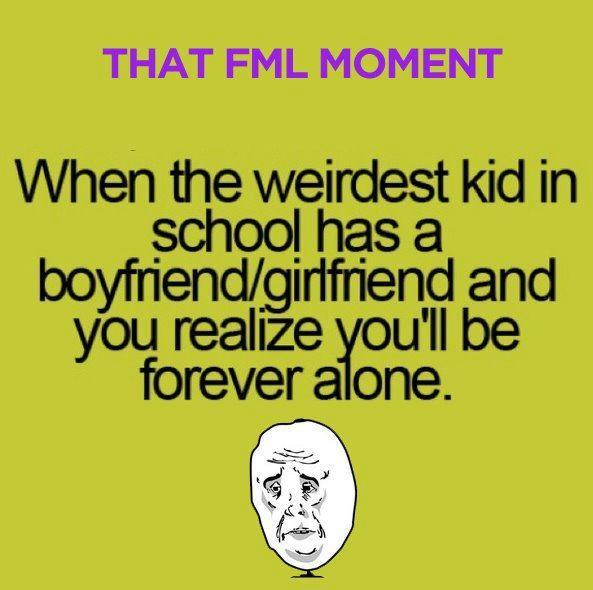 THAT FML MOMENT
When the weirdest kid in
school has a
boyfriend/girlfriend and
you realize you'll be
forever alone.